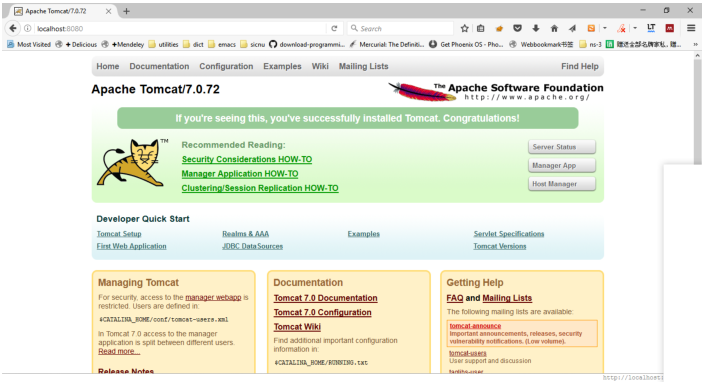 Apache Tomcat/7.0.72
localhost:8080
Search
Most Visited
+ Delicious
+Mendeley
utilities
dict
emacs
sicnu
download-programmi...
Mercurial: The Definiti...
Get Phoenix OS - Pho...
Webbookmark书签
ns-3
Home Documentation Configuration Examples Wiki Mailing Lists Find Help
Apache Tomcat/7.0.72
The Apache Software Foundation
http://www.apache.org/
If you're seeing this, you've successfully installed Tomcat. Congratulations!
TM
Recommended Reading:
Security Considerations HOW-TO
Manager Application HOW-TO
Clustering/Session Replication HOW-TO
Server Status
Manager App
Host Manager
Developer Quick Start
Tomcat Setup
First Web Application
Realms & AAA
JDBC DataSources
Examples
Servlet Specifications
Tomcat Versions
Managing Tomcat
For security, access to the manager webapp is
restricted. Users are defined in:
$CATALINA_HOME/conf/tomcat-users.xml
In Tomcat 7.0 access to the manager
application is split between different users.
Read more...
Release Notes
Documentation
Tomcat 7.0 Documentation
Tomcat 7.0 Configuration
Tomcat Wiki
Find additional important configuration
information in:
$CATALINA_HOME/RUNNING.txt
Getting Help
FAQ and Mailing Lists
The following mailing lists are available:
tomcat-announce
Important announcements, releases, security
vulnerability notifications. (Low volume).
tomcat-users
User support and discussion
taglibs-user
http://localhost: